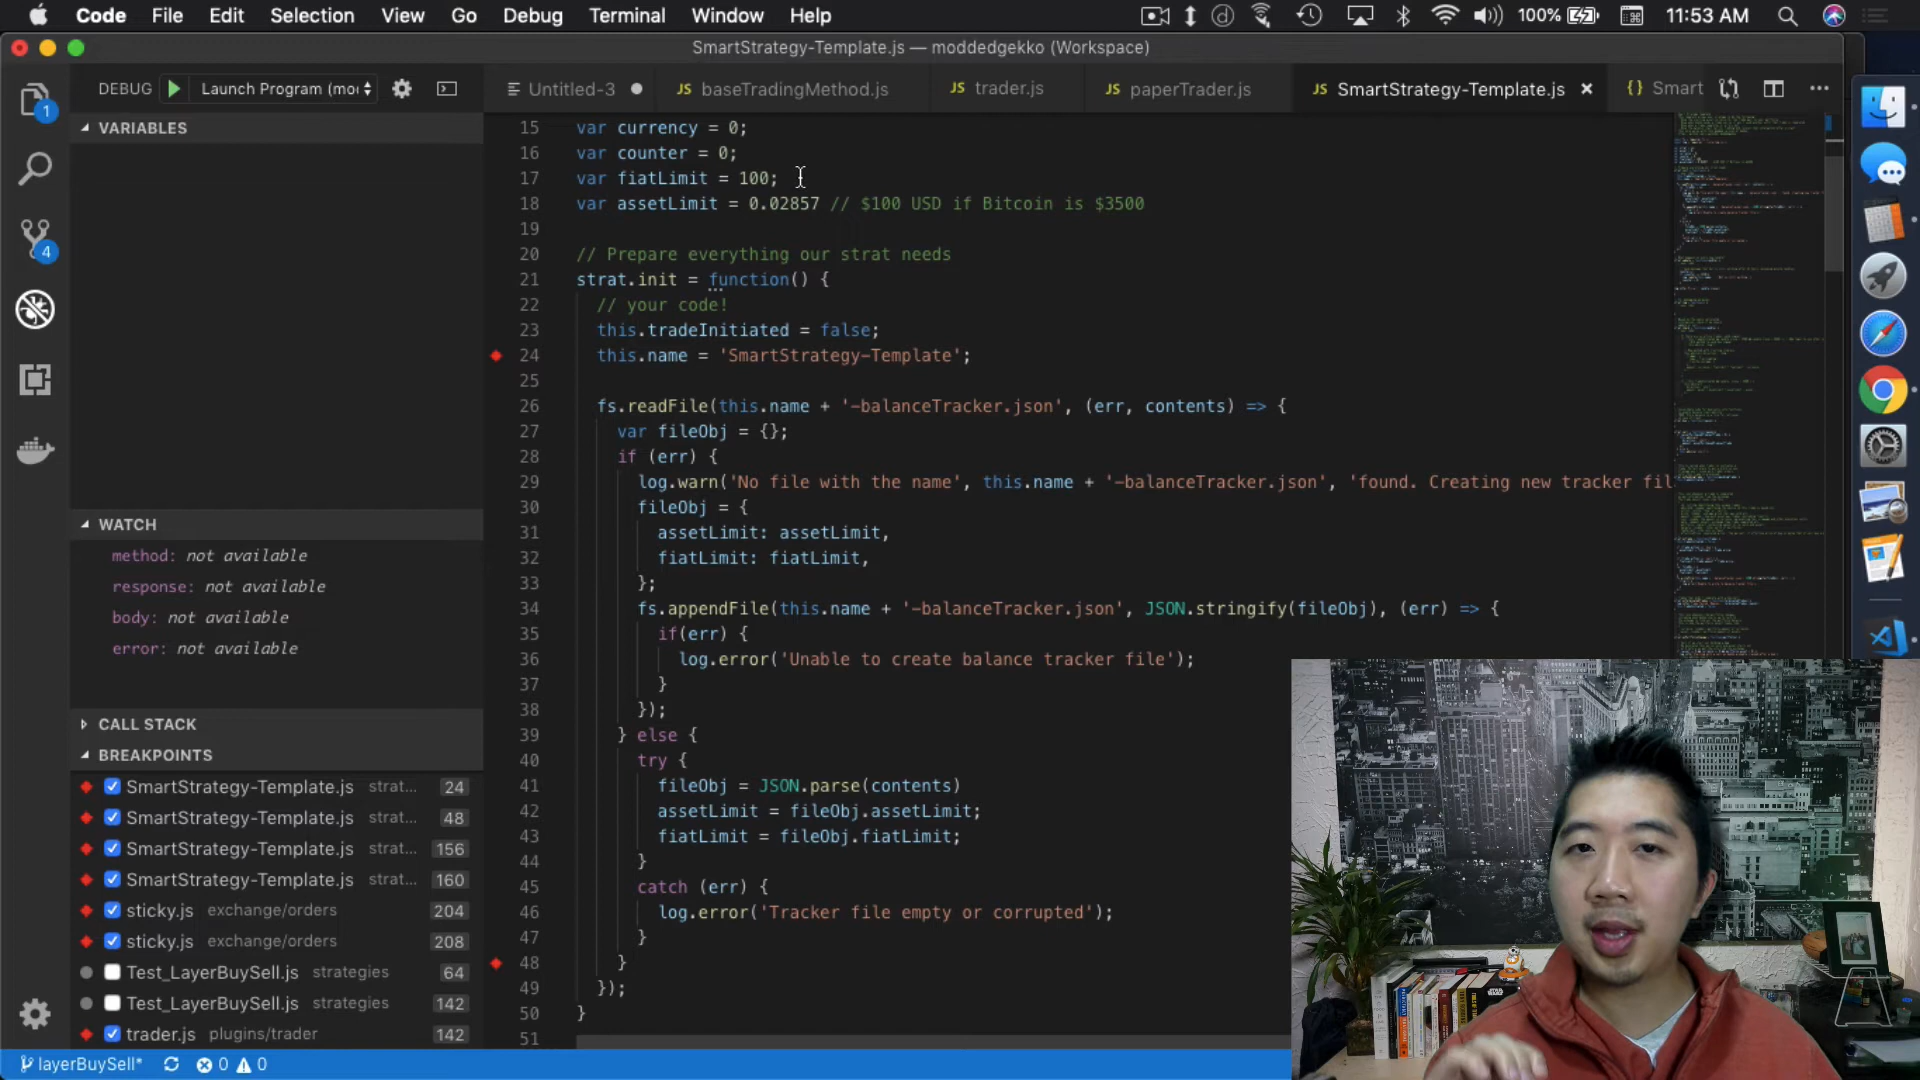 Code File Edit Selection View Go Debug Terminal Window Help 100% 11:53 AM
SmartStrategy-Template.js — moddedgekko (Workspace)
DEBUG Launch Program (mo
Untitled-3 JS baseTradingMethod.js JS trader.js JS paperTrader.js JS SmartStrategy-Template.js {} Smart
1
4
VARIABLES
WATCH
method: not available
response: not available
body: not available
error: not available
CALL STACK
BREAKPOINTS
SmartStrategy-Template.js strat... 24
SmartStrategy-Template.js strat... 48
SmartStrategy-Template.js strat... 156
SmartStrategy-Template.js strat... 160
sticky.js exchange/orders 204
sticky.js exchange/orders 208
Test_LayerBuySell.js strategies 64
Test_LayerBuySell.js strategies 142
trader.js plugins/trader 142
15 var currency = 0;
16 var counter = 0;
17 var fiatLimit = 100;
18 var assetLimit = 0.02857 // $100 USD if Bitcoin is $3500
19
20 // Prepare everything our strat needs
21 strat.init = function() {
22 // your code!
23 this.tradeInitiated = false;
24 this.name = 'SmartStrategy-Template';
25
26 fs.readFile(this.name + '-balanceTracker.json', (err, contents) => {
27 var fileObj = {};
28 if (err) {
29 log.warn('No file with the name', this.name + '-balanceTracker.json', 'found. Creating new tracker fil
30 fileObj = {
31 assetLimit: assetLimit,
32 fiatLimit: fiatLimit,
33 };
34 fs.appendFile(this.name + '-balanceTracker.json', JSON.stringify(fileObj), (err) => {
35 if(err) {
36 log.error('Unable to create balance tracker file');
37 }
38 });
39 } else {
40 try {
41 fileObj = JSON.parse(contents)
42 assetLimit = fileObj.assetLimit;
43 fiatLimit = fileObj.fiatLimit;
44 }
45 catch (err) {
46 log.error('Tracker file empty or corrupted');
47 }
48 }
49 });
50 }
51
layerBuySell* 0 0